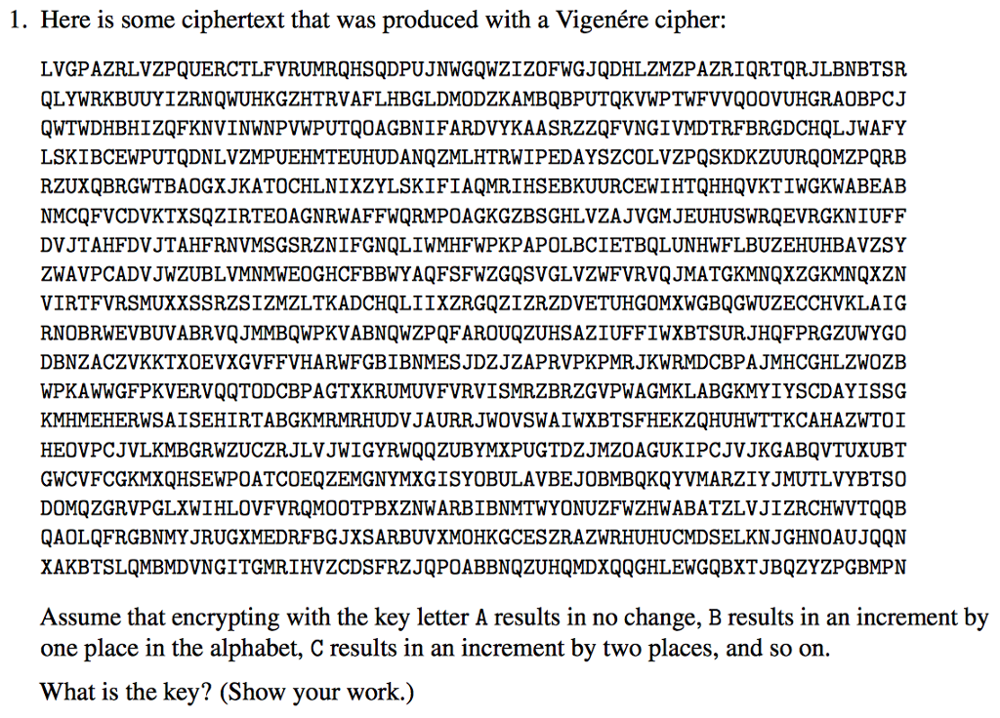 1. Here is some ciphertext that was produced with a Vigenére cipher:
LVGPAZRLVZPQUERCTLFVRUMRQHSQDPUJNWGQWZIZOFWGJQDHLZMZPAZRIQRTQRJLBNBTSR
QLYWRKBUUYIZRNQWUHKGZHTRVAFLHBGLDMODZKAMBQBPUTQKVWPTWFVVQOOVUHGRAOBPCJ
QWTWDHBHIZQFKNVINWNPVWPUTQOAGBNIFARDVYKAASRZZQFVNGIVMDTRFBRGDCHQLJWAFY
LSKIBCEWPUTQDNLVZMPUEHMTEUHUDANQZMLHTRWIPEDAYSZCOLVZPQSKDKZUURQOMZPQRB
RZUXQBRGWTBAOGXJKATOCHLNIXZYLSKIFIAQMRIHSEBKUURCEWIHTQHHQVKTIWGKWABEAB
NMCQFVCDVKTXSQZIRTEOAGNRWAFFWQRMPOAGKGZBSGHLVZAJVGMJEUHUSWRQEVRGKNIUFF
DVJTAHFDVJTAHFRNVMSGSRZNIFGNQLIWMHFWPKPAPOLBCIETBQLUNHWFLBUZEHUHBAVZSY
ZWAVPCADVJWZUBLVMNMWEOGHCFBBWYAQFSFWZGQSVGLVZWFVRVQJMATGKMNQXZGKMNQXZN
VIRTFVRSMUXXSSRZSIZMZLTKADCHQLIIXZRGQZIZRZDVETUHGOMXWGBQGWUZECCHVKLAIG
RNOBRWEVBUVABRVQJMMBQWPKVABNQWZPQFAROUQZUHSAZIUFFIWXBTSURJHQFPRGZUWYGO
DBNZACZVKKTXOEVXGVFFVHARWFGBIBNMESJDZJZAPRVPKPMRJKWRMDCBPAJMHCGHLZWOZB
WPKAWWGFPKVERVQQTODCBPAGTXKRUMUVFVRVISMRZBRZGVPWAGMKLABGKMYIYSCDAYISSG
KMHMEHERWSAISEHIRTABGKMRMRHUDVJAURRJWOVSWAIWXBTSFHEKZQHUHWTTKCAHAZWTOI
HEOVPCJVLKMBGRWZUCZRJLVJWIGYRWQQZUBYMXPUGTDZJMZOAGUKIPCJVJKGABQVTUXUBT
GWCVFCGKMXQHSEWPOATCOEQZEMGNYMXGISYOBULAVBEJOBMBQKQYVMARZIYJMUTLVYBTSO
DOMQZGRVPGLXWIHLOVFVRQMOOTPBXZNWARBIBNMTWYONUZFWZHWABATZLVJIZRCHWVTQQB
QAOLQFRGBNMYJRUGXMEDRFBGJXSARBUVXMOHKGCESZRAZWRHUHUCMDSELKNJGHNOAUJQQN
XAKBTSLQMBMDVNGITGMRIHVZCDSFRZJQPOABBNQZUHQMDXQQGHLEWGQBXTJBQZYZPGBMPN
Assume that encrypting with the key letter A results in no change, B results in an increment by
one place in the alphabet, C results in an increment by two places, and so on.
What is the key? (Show your work.)